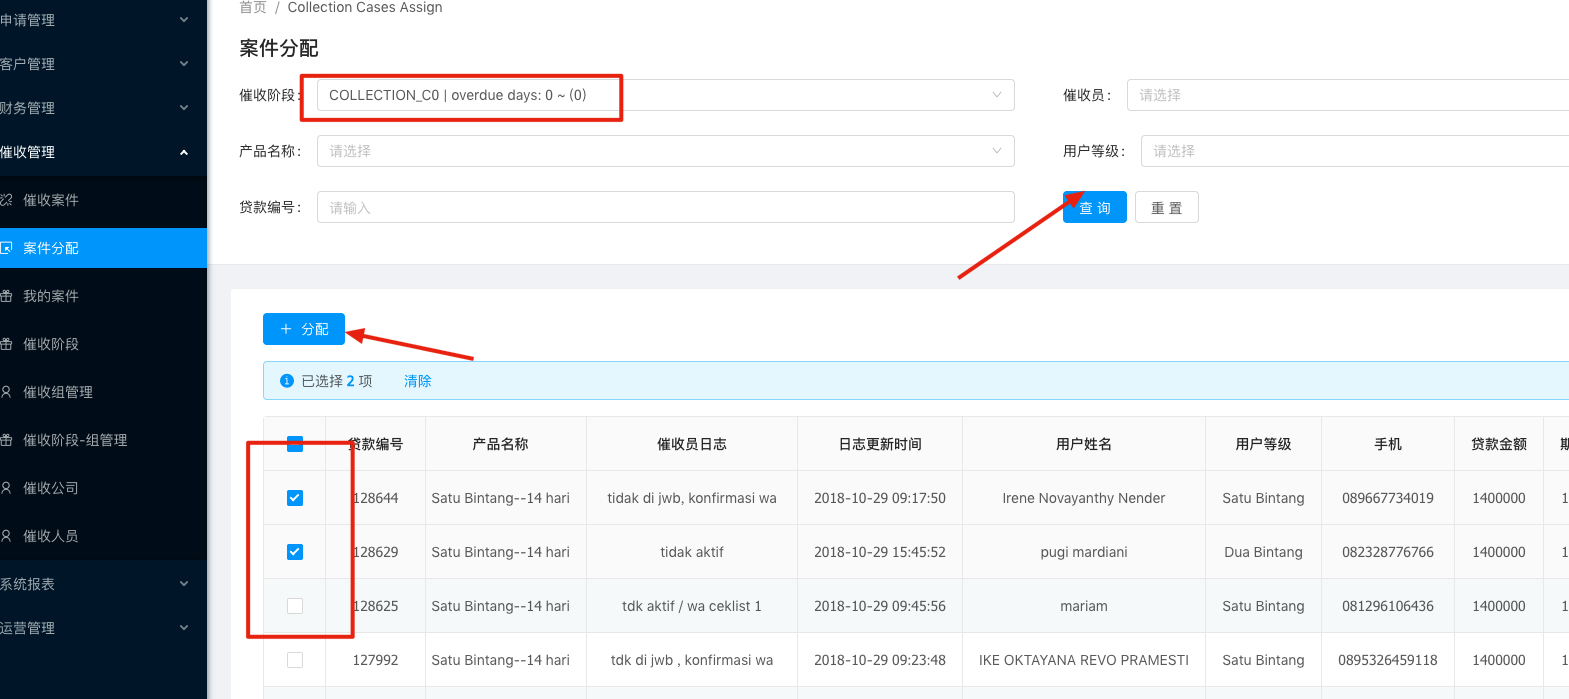 首页 / Collection Cases Assign
案件分配
催收阶段: COLLECTION_C0 | overdue days: 0 ~ (0)
催收员: 请选择
产品名称: 请选择
用户等级: 请选择
贷款编号: 请输入
查 询 重 置
申请管理
客户管理
财务管理
催收管理
催收案件
案件分配
我的案件
催收阶段
催收组管理
催收阶段-组管理
催收公司
催收人员
系统报表
运营管理
+ 分配
已选择 2 项 清除
贷款编号 产品名称 催收员日志 日志更新时间 用户姓名 用户等级 手机 贷款金额
128644 Satu Bintang--14 hari tidak di jwb, konfirmasi wa 2018-10-29 09:17:50 Irene Novayanthy Nender Satu Bintang 089667734019 1400000 1
128629 Satu Bintang--14 hari tidak aktif 2018-10-29 15:45:52 pugi mardiani Dua Bintang 082328776766 1400000 1
128625 Satu Bintang--14 hari tdk aktif / wa ceklist 1 2018-10-29 09:45:56 mariam Satu Bintang 081296106436 1400000 1
127992 Satu Bintang--14 hari tdk di jwb , konfirmasi wa 2018-10-29 09:23:48 IKE OKTAYANA REVO PRAMESTI Satu Bintang 0895326459118 1400000 1